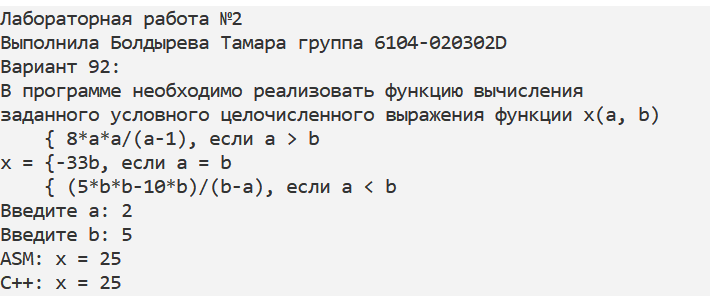 Лабораторная работа №2
Выполнила Болдырева Тамара группа 6104-020302D
Вариант 92:
В программе необходимо реализовать функцию вычисления
заданного условного целочисленного выражения функции x(a, b)
    { 8*a*a/(a-1), если a > b
x = {-33b, если a = b
    { (5*b*b-10*b)/(b-a), если a < b
Введите a: 2
Введите b: 5
ASM: x = 25
C++: x = 25